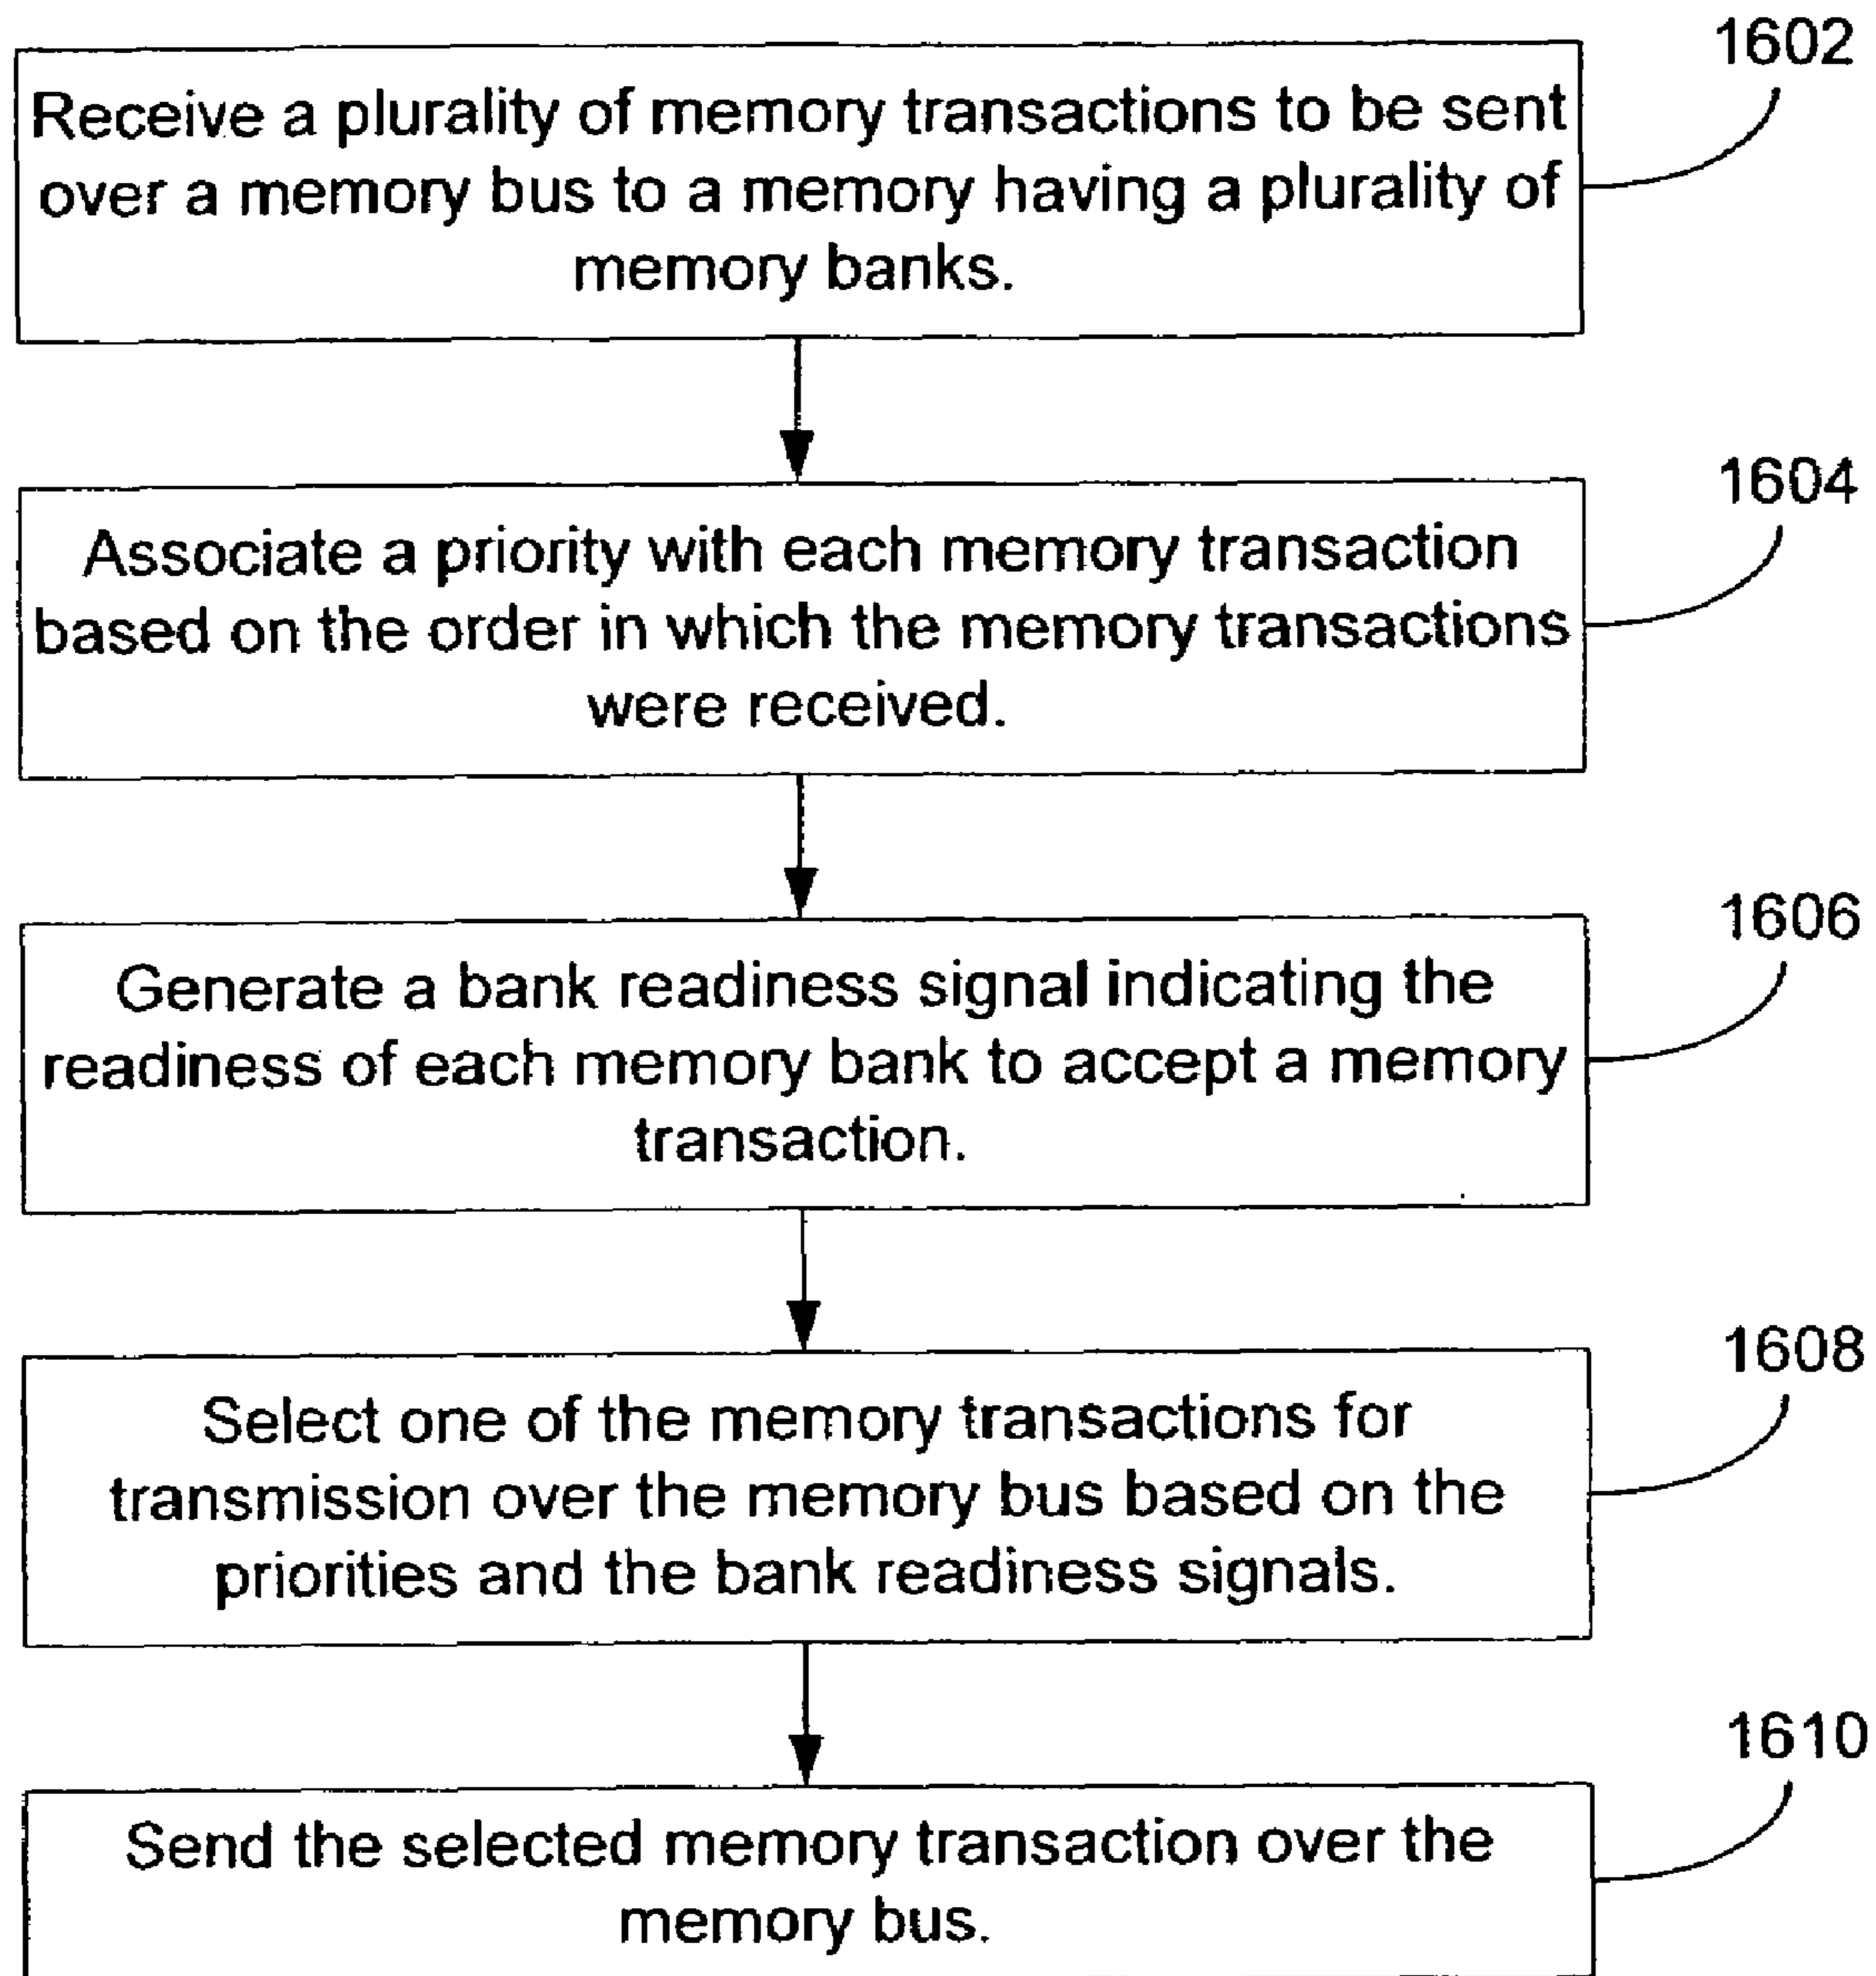 1602
Receive a plurality of memory transactions to be sent
over a memory bus to a memory having a plurality of
memory banks.
1604
Associate a priority with each memory transaction
based on the order in which the memory transactions
were received.
1606
Generate a bank readiness signal indicating the
readiness of each memory bank to accept a memory
transaction.
1608
Select one of the memory transactions for
transmission over the memory bus based on the
priorities and the bank readiness signals.
1610
Send the selected memory transaction over the
memory bus.